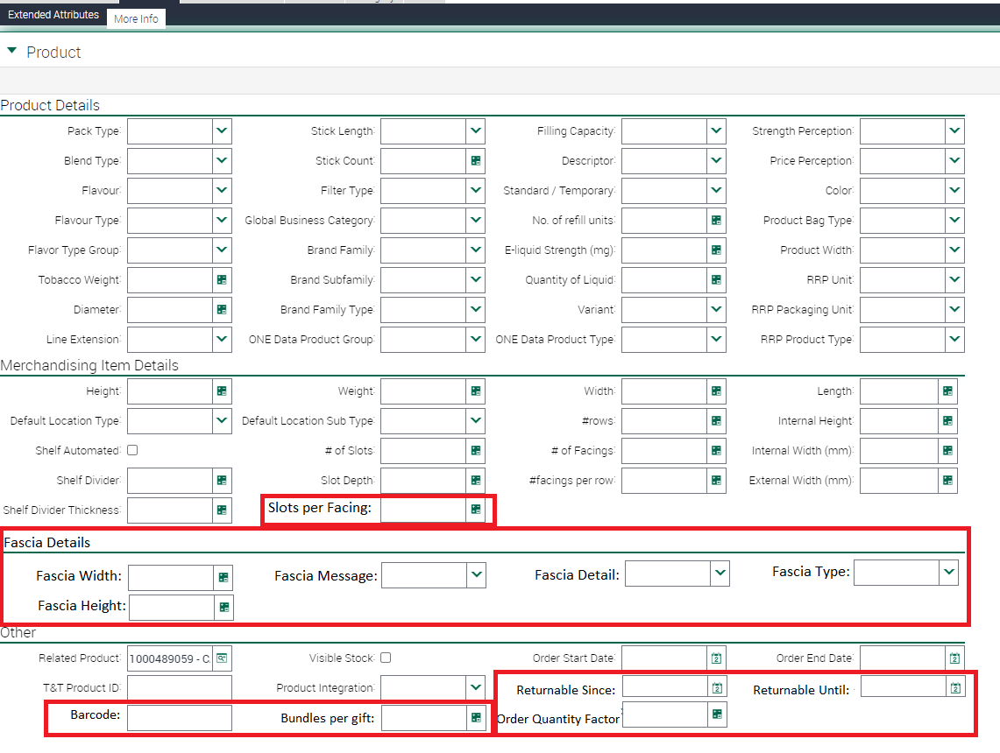 Extended Attributes More Info
Product
Product Details
Pack Type: Stick Length: Filling Capacity: Strength Perception:
Blend Type: Stick Count: Descriptor: Price Perception:
Flavour: Filter Type: Standard / Temporary: Color:
Flavour Type: Global Business Category: No. of refill units: Product Bag Type:
Flavor Type Group: Brand Family: E-liquid Strength (mg): Product Width:
Tobacco Weight: Brand Subfamily: Quantity of Liquid: RRP Unit:
Diameter: Brand Family Type: Variant: RRP Packaging Unit:
Line Extension: ONE Data Product Group: ONE Data Product Type: RRP Product Type:
Merchandising Item Details
Height: Weight: Width: Length:
Default Location Type: Default Location Sub Type: #rows: Internal Height:
Shelf Automated: # of Slots: # of Facings: Internal Width (mm):
Shelf Divider: Slot Depth: #facings per row: External Width (mm):
Shelf Divider Thickness: Slots per Facing:
Fascia Details
Fascia Width: Fascia Message: Fascia Detail: Fascia Type:
Fascia Height:
Other
Related Product: 1000489059 - C Visible Stock: Order Start Date: Order End Date:
T&T Product ID: Product Integration: Returnable Since: Returnable Until:
Barcode: Bundles per gift: Order Quantity Factor